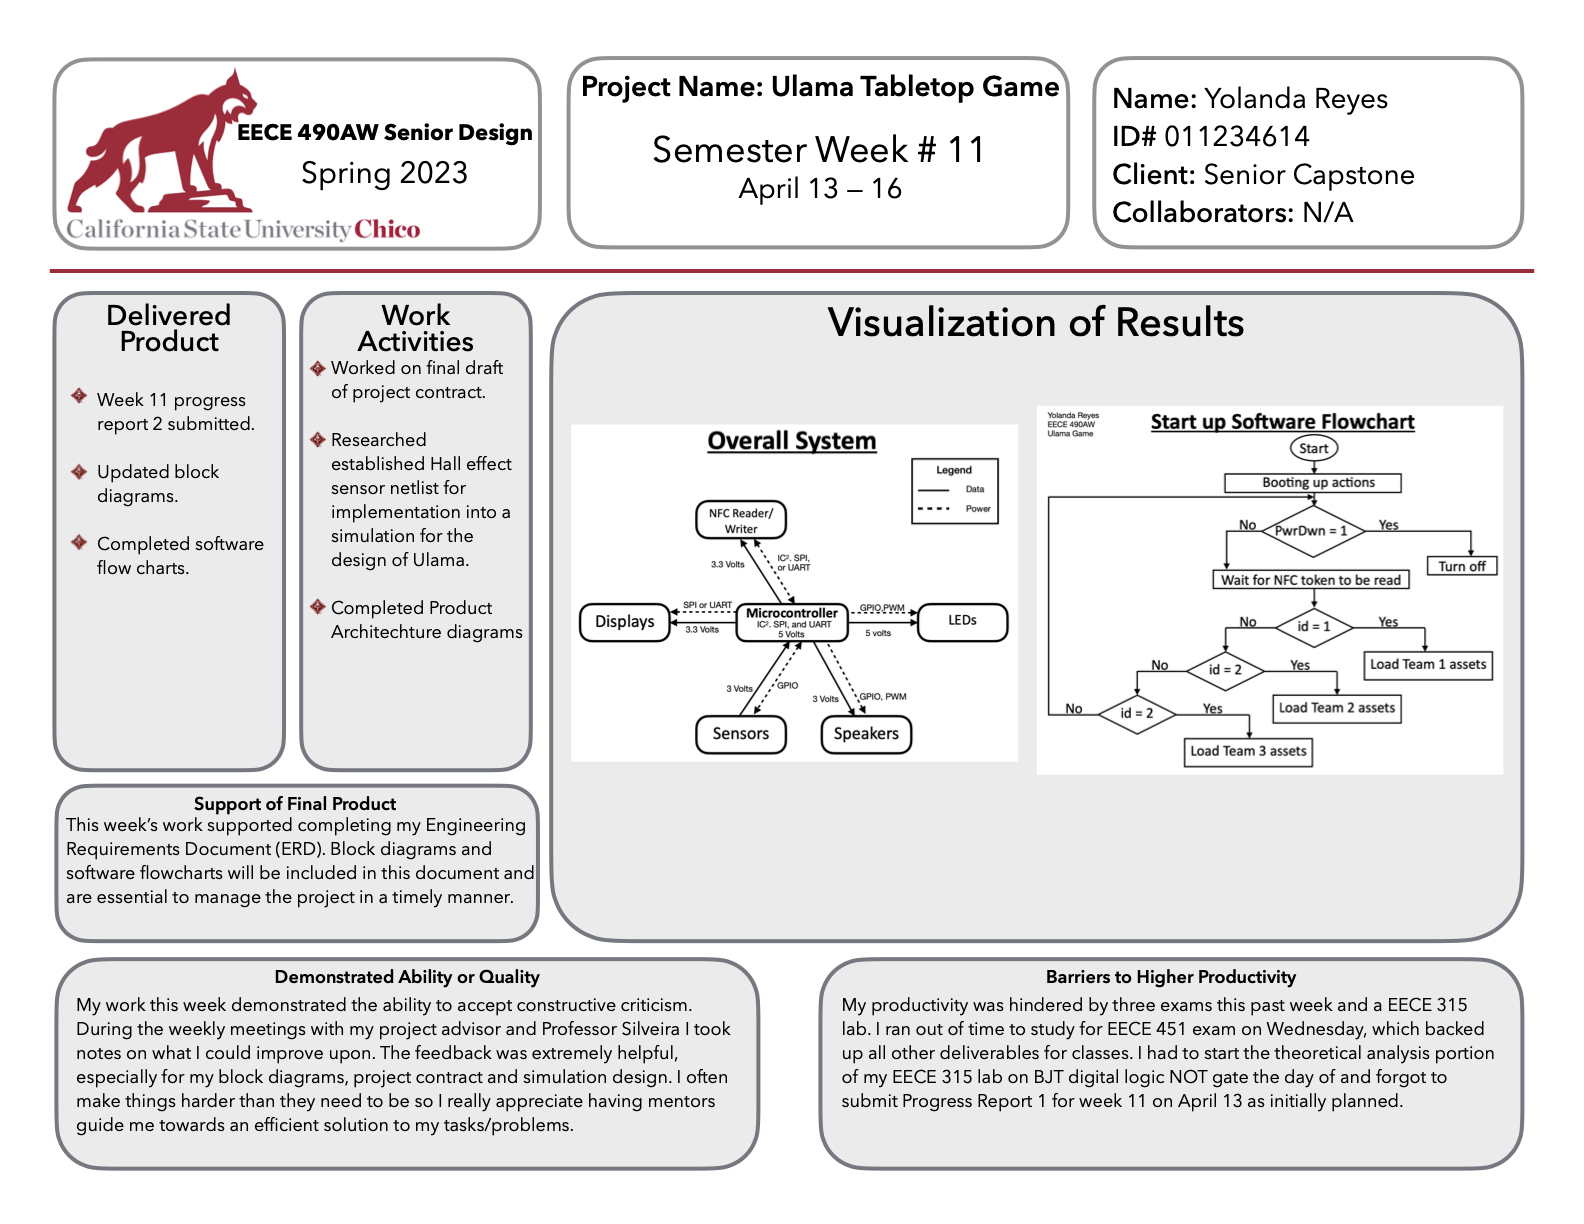 EECE 490AW Senior Design
Spring 2023
California State University Chico
Project Name: Ulama Tabletop Game
Semester Week # 11
April 13 – 16
Name: Yolanda Reyes
ID# 011234614
Client: Senior Capstone
Collaborators: N/A
Delivered
Product
Week 11 progress
report 2 submitted.
Updated block
diagrams.
Completed software
flow charts.
Work
Activities
Worked on final draft
of project contract.
Researched
established Hall effect
sensor netlist for
implementation into a
simulation for the
design of Ulama.
Completed Product
Architechture diagrams
Visualization of Results
Overall System
Legend
Data
Power
NFC Reader/
Writer
3.3 Volts
IC². SPI,
or UART
Displays
SPI or UART
3.3 Volts
Microcontroller
IC². SPI, and UART
5 Volts
GPIO,PWM
5 volts
LEDs
3 Volts
GPIO
3 Volts
GPIO, PWM
Sensors
Speakers
Yolanda Reyes
EECE 490AW
Ulama Game
Start up Software Flowchart
Start
Booting up actions
No
PwrDwn = 1
Yes
Turn off
Wait for NFC token to be read
No
id = 1
Yes
Load Team 1 assets
No
id = 2
Yes
Load Team 2 assets
No
id = 2
Yes
Load Team 3 assets
Support of Final Product
This week’s work supported completing my Engineering
Requirements Document (ERD). Block diagrams and
software flowcharts will be included in this document and
are essential to manage the project in a timely manner.
Demonstrated Ability or Quality
My work this week demonstrated the ability to accept constructive criticism.
During the weekly meetings with my project advisor and Professor Silveira I took
notes on what I could improve upon. The feedback was extremely helpful,
especially for my block diagrams, project contract and simulation design. I often
make things harder than they need to be so I really appreciate having mentors
guide me towards an efficient solution to my tasks/problems.
Barriers to Higher Productivity
My productivity was hindered by three exams this past week and a EECE 315
lab. I ran out of time to study for EECE 451 exam on Wednesday, which backed
up all other deliverables for classes. I had to start the theoretical analysis portion
of my EECE 315 lab on BJT digital logic NOT gate the day of and forgot to
submit Progress Report 1 for week 11 on April 13 as initially planned.